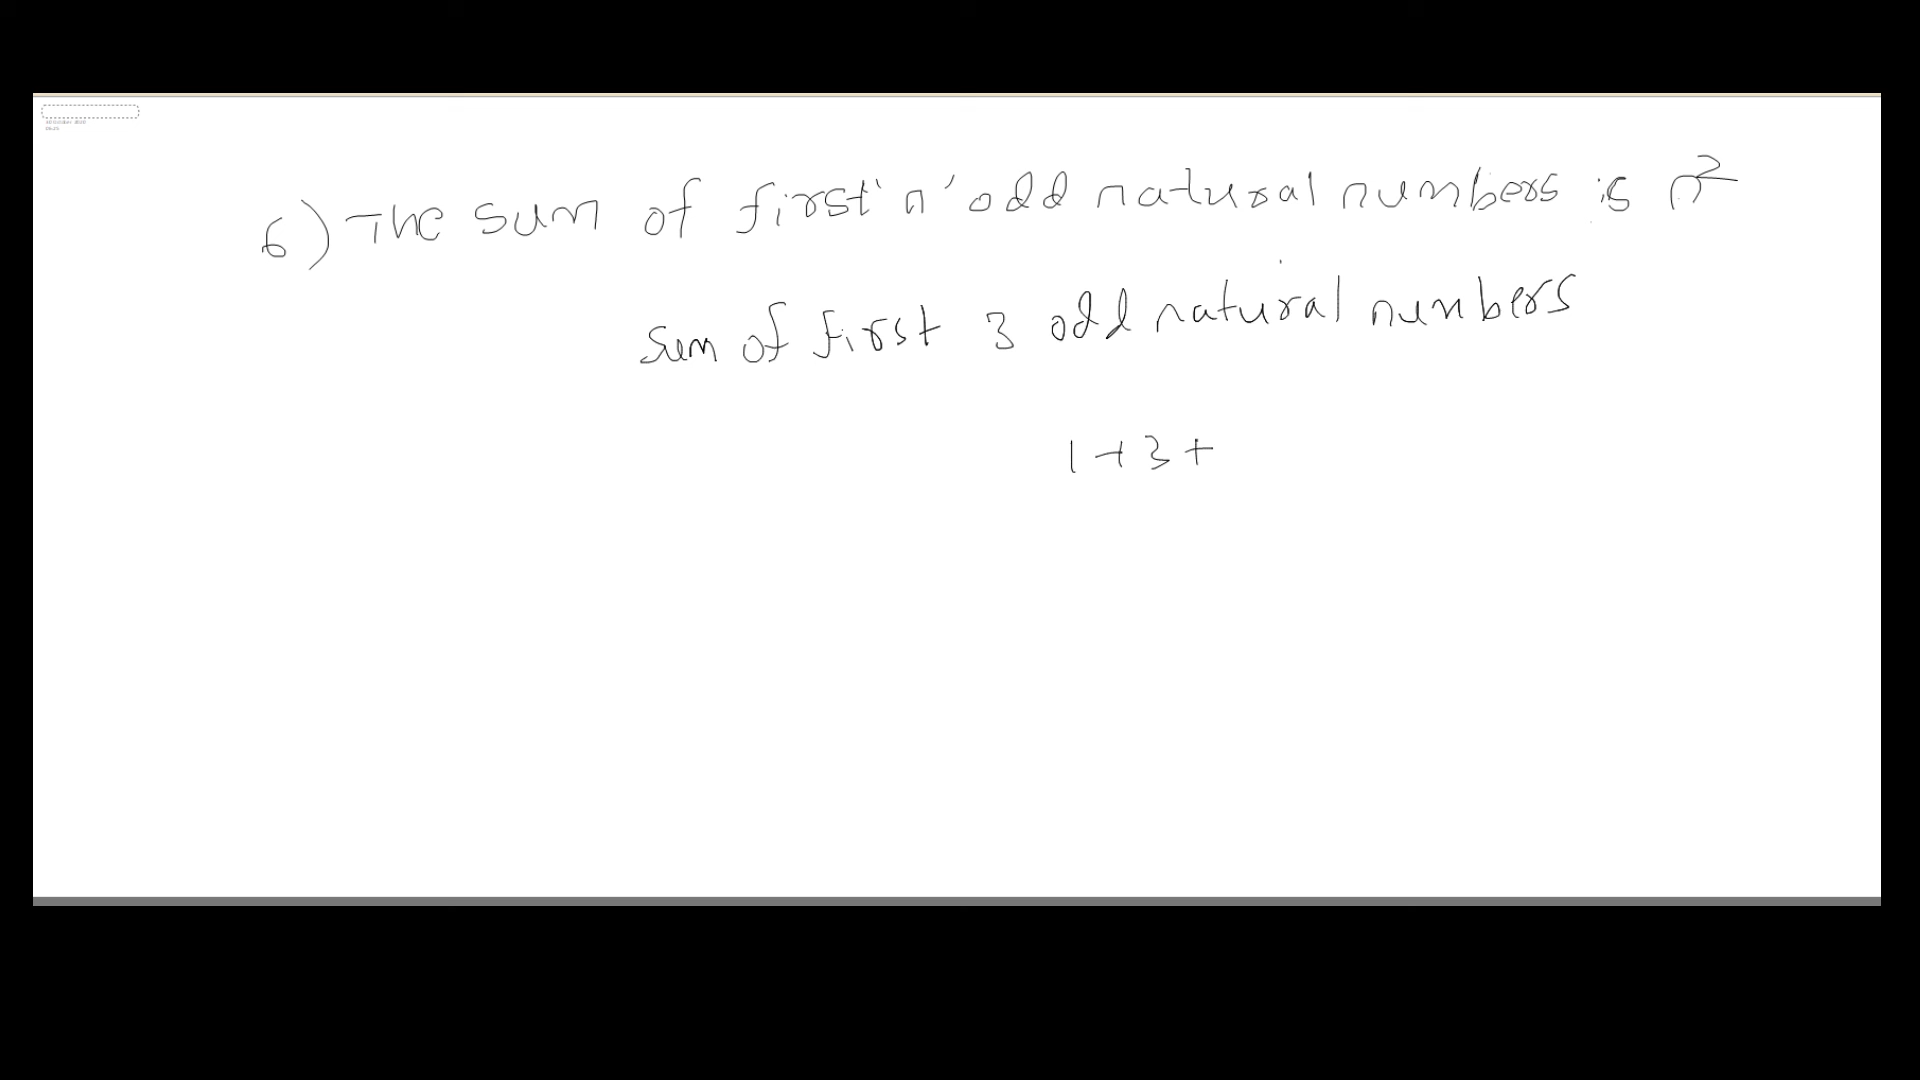 6) The sum of first 'n' odd natural numbers is n²
sum of first 3 odd natural numbers
1 + 3 +